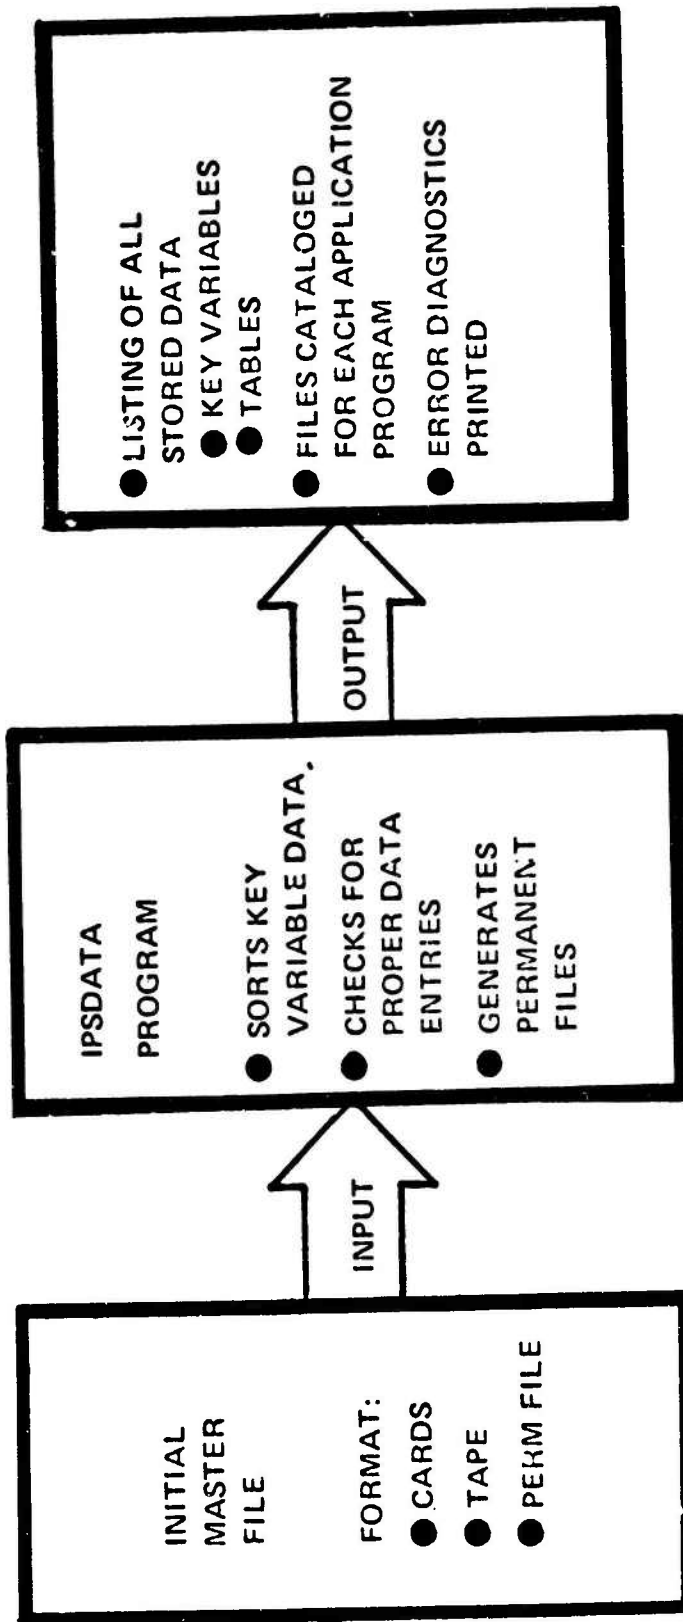 INITIAL
MASTER
FILE
FORMAT:
● CARDS
● TAPE
● PERM FILE
INPUT
IPSDATA
PROGRAM
● SORTS KEY
VARIABLE DATA.
● CHECKS FOR
PROPER DATA
ENTRIES
● GENERATES
PERMANENT
FILES
OUTPUT
● LISTING OF ALL
STORED DATA
● KEY VARIABLES
● TABLES
● FILES CATALOGED
FOR EACH APPLICATION
PROGRAM
● ERROR DIAGNOSTICS
PRINTED